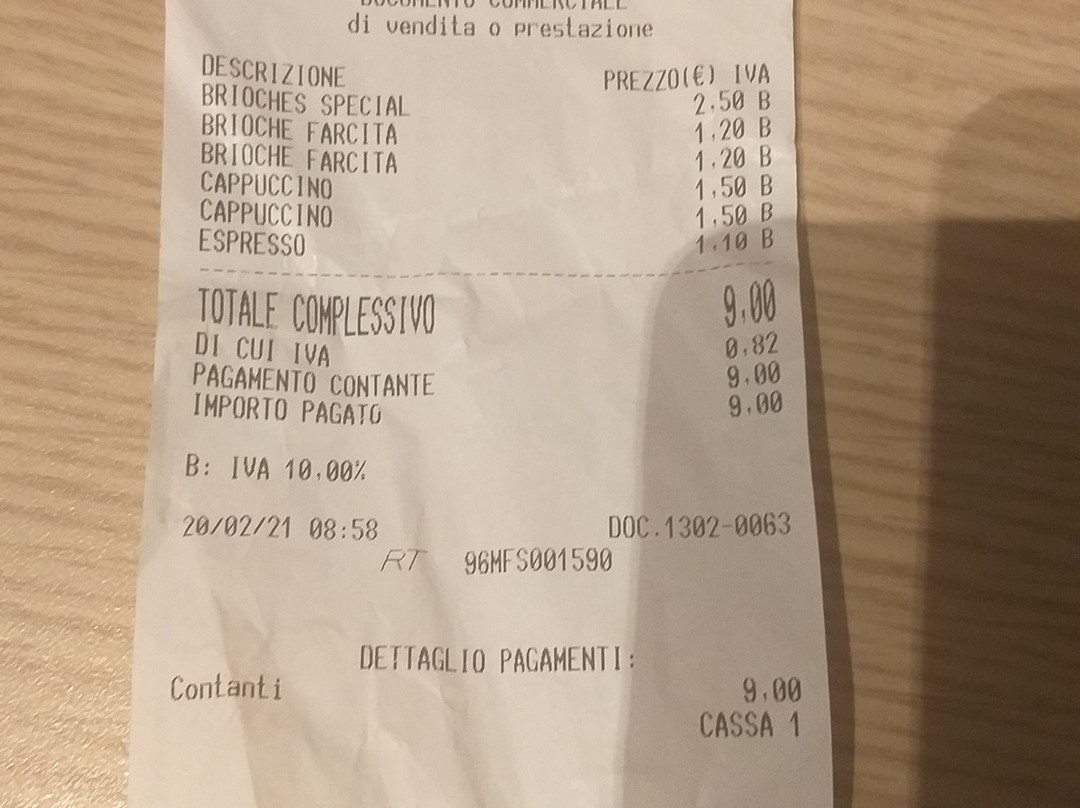 DOCUMENTO COMMERCIALE
di vendita o prestazione
DESCRIZIONE PREZZO(€) IVA
BRIOCHES SPECIAL 2,50 B
BRIOCHE FARCITA 1,20 B
BRIOCHE FARCITA 1,20 B
CAPPUCCINO 1,50 B
CAPPUCCINO 1,50 B
ESPRESSO 1,10 B
TOTALE COMPLESSIVO 9,00
DI CUI IVA 0,82
PAGAMENTO CONTANTE 9,00
IMPORTO PAGATO 9,00
B: IVA 10,00%
20/02/21 08:58 DOC.1302-0063
RT 96MFS001590
DETTAGLIO PAGAMENTI:
Contanti 9,00
CASSA 1